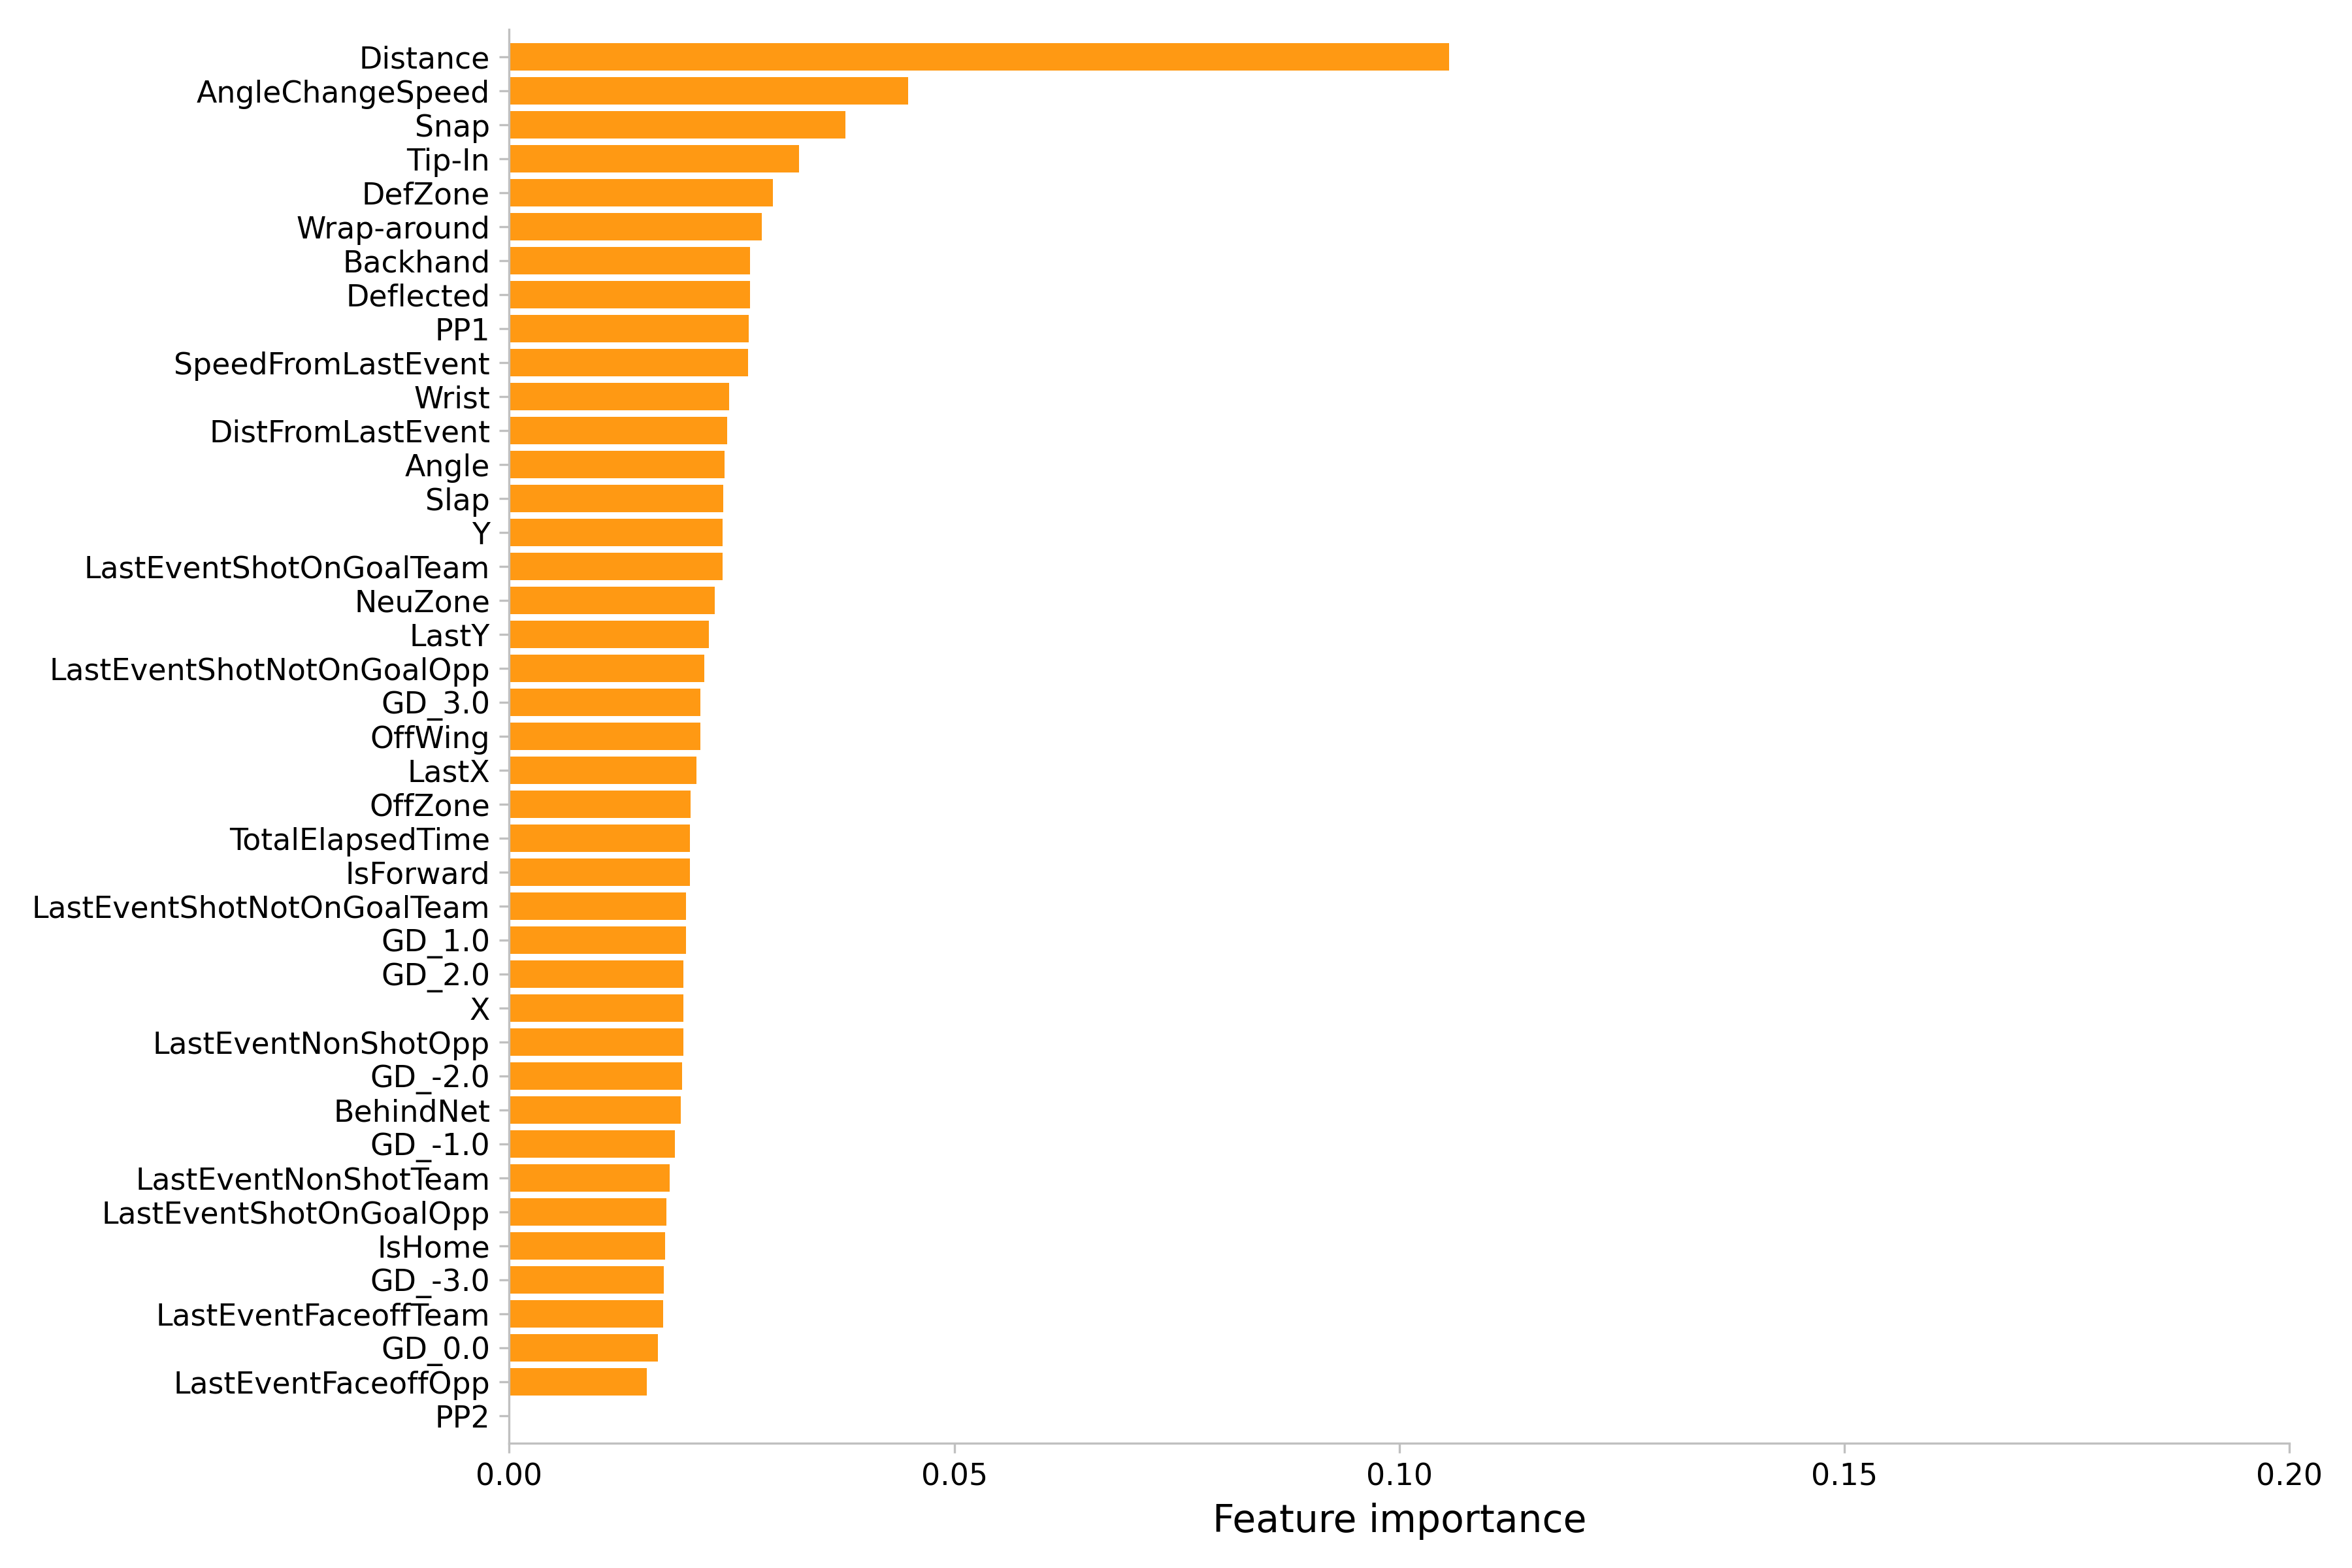 Distance
AngleChangeSpeed
Snap
Tip-In
DefZone
Wrap-around
Backhand
Deflected
PP1
SpeedFromLastEvent
Wrist
DistFromLastEvent
Angle
Slap
Y
LastEventShotOnGoalTeam
NeuZone
LastY
LastEventShotNotOnGoalOpp
GD_3.0
OffWing
LastX
OffZone
TotalElapsedTime
IsForward
LastEventShotNotOnGoalTeam
GD_1.0
GD_2.0
X
LastEventNonShotOpp
GD_-2.0
BehindNet
GD_-1.0
LastEventNonShotTeam
LastEventShotOnGoalOpp
IsHome
GD_-3.0
LastEventFaceoffTeam
GD_0.0
LastEventFaceoffOpp
PP2
0.00 0.05 0.10 0.15 0.20
Feature importance